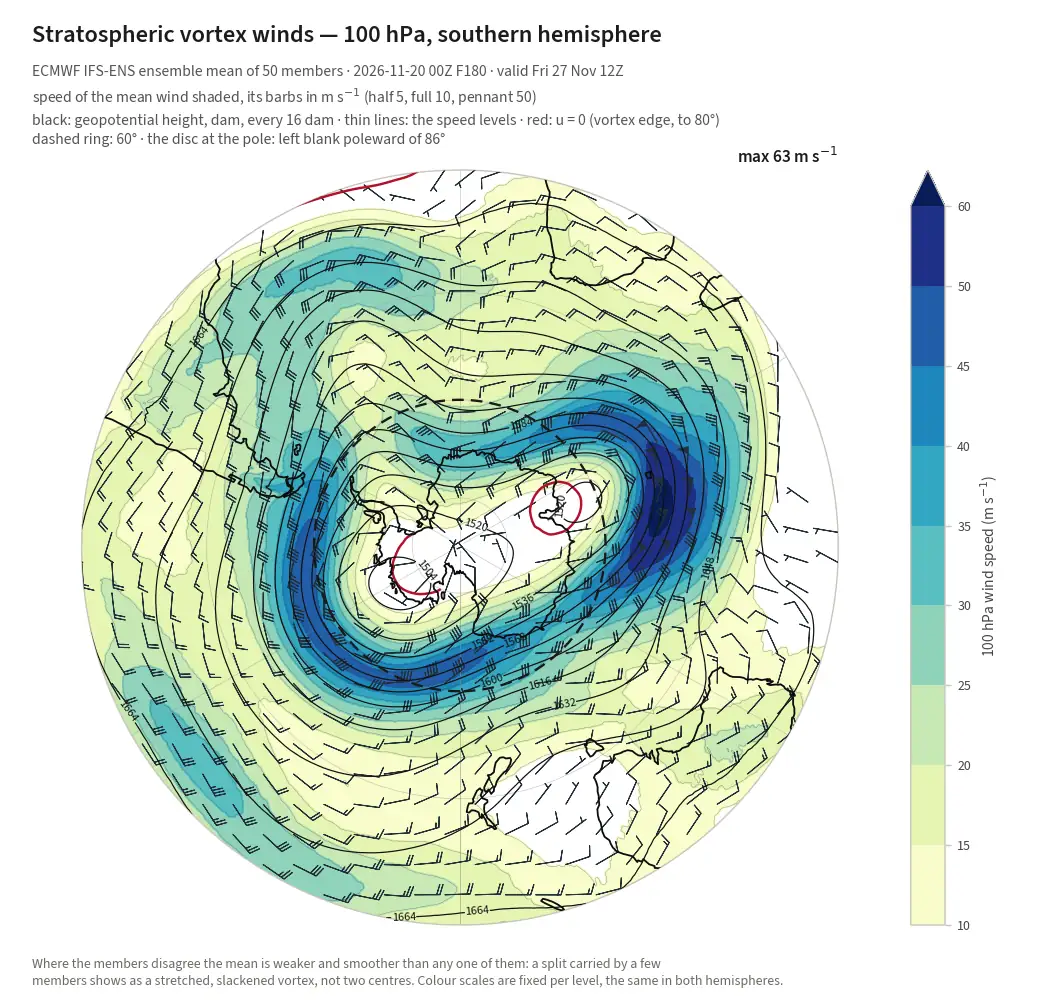 Stratospheric vortex winds — 100 hPa, southern hemisphere
ECMWF IFS-ENS ensemble mean of 50 members · 2026-11-20 00Z F180 · valid Fri 27 Nov 12Z
speed of the mean wind shaded, its barbs in m s⁻¹ (half 5, full 10, pennant 50)
black: geopotential height, dam, every 16 dam · thin lines: the speed levels · red: u = 0 (vortex edge, to 80°)
dashed ring: 60° · the disc at the pole: left blank poleward of 86°
max 63 m s⁻¹
60
50
45
40
35
30
25
20
15
10
100 hPa wind speed (m s⁻¹)
1664
1584
1520
1504
1536
1648
1600
1616
1632
1664
1664
1664
Where the members disagree the mean is weaker and smoother than any one of them: a split carried by a few
members shows as a stretched, slackened vortex, not two centres. Colour scales are fixed per level, the same in both hemispheres.